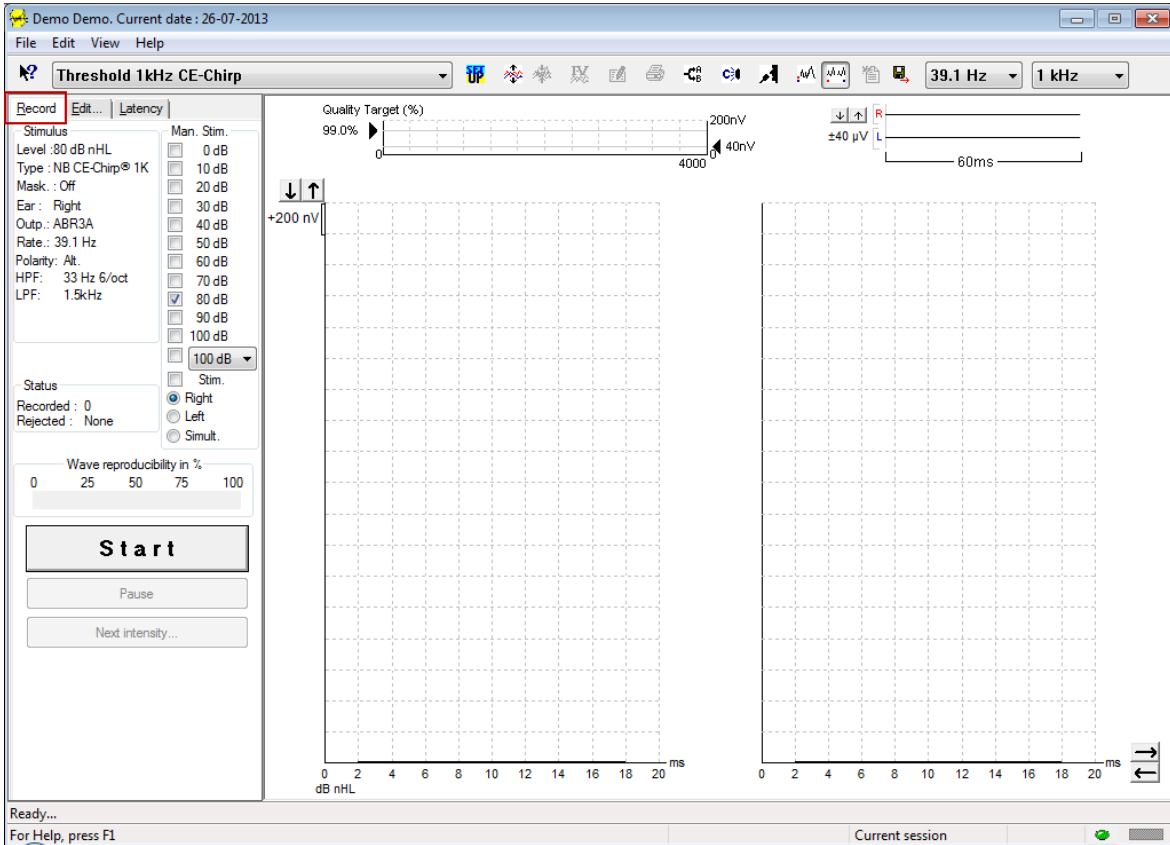 Demo Demo. Current date : 26-07-2013
File Edit View Help
Threshold 1kHz CE-Chirp
39.1 Hz
1 kHz
Record Edit... Latency
Stimulus
Level :80 dB nHL
Type : NB CE-Chirp® 1K
Mask. : Off
Ear : Right
Outp.: ABR3A
Rate.: 39.1 Hz
Polarity: Alt.
HPF: 33 Hz 6/oct
LPF: 1.5kHz
Man. Stim.
0 dB
10 dB
20 dB
30 dB
40 dB
50 dB
60 dB
70 dB
80 dB
90 dB
100 dB
100 dB
Stim.
Right
Left
Simult.
Status
Recorded : 0
Rejected : None
Wave reproducibility in %
0 25 50 75 100
Start
Pause
Next intensity...
Quality Target (%)
99.0%
200nV
40nV
0
4000
0
R
±40 µV L
60ms
+200 nV
0 2 4 6 8 10 12 14 16 18 20 ms
dB nHL
0 2 4 6 8 10 12 14 16 18 20 ms
Ready...
For Help, press F1
Current session